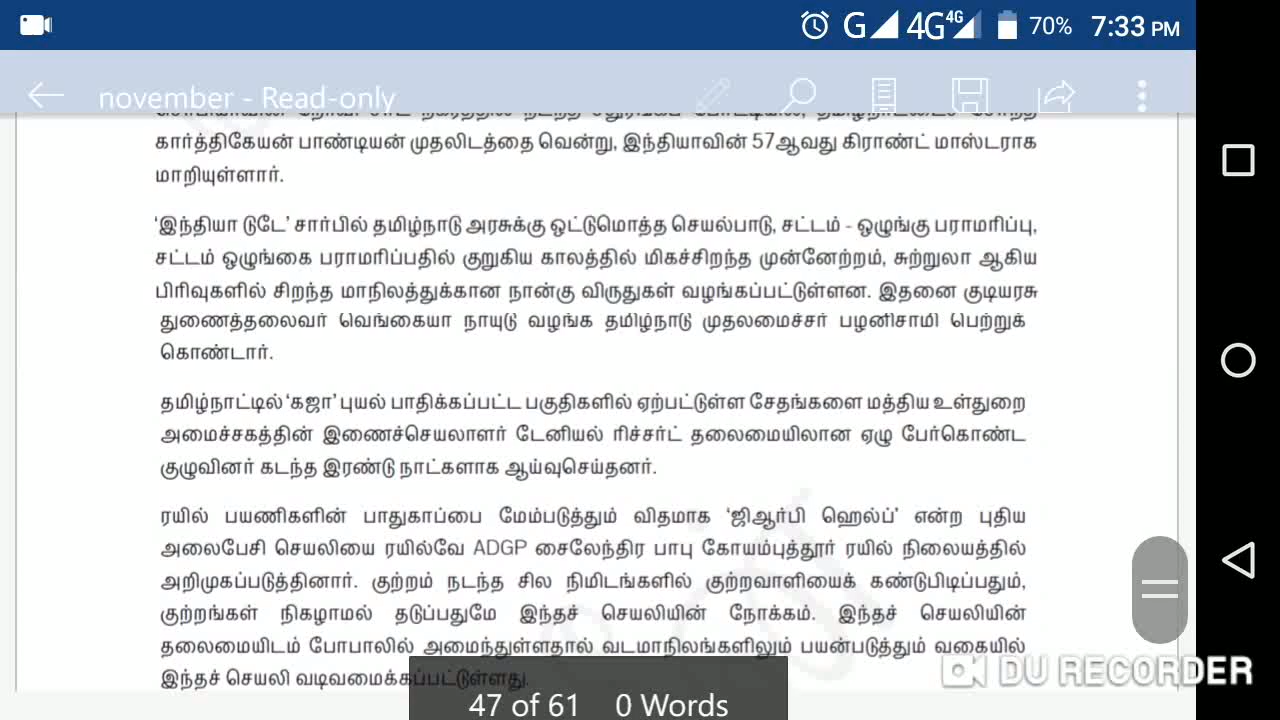 G 4G 4G 70% 7:33 PM
november - Read-only
கார்த்திகேயன் பாண்டியன் முதலிடத்தை வென்று, இந்தியாவின் 57ஆவது கிராண்ட் மாஸ்டராக
மாறியுள்ளார்.
‘இந்தியா டுடே’ சார்பில் தமிழ்நாடு அரசுக்கு ஒட்டுமொத்த செயல்பாடு, சட்டம் - ஒழுங்கு பராமரிப்பு,
சட்டம் ஒழுங்கை பராமரிப்பதில் குறுகிய காலத்தில் மிகச்சிறந்த முன்னேற்றம், சுற்றுலா ஆகிய
பிரிவுகளில் சிறந்த மாநிலத்துக்கான நான்கு விருதுகள் வழங்கப்பட்டுள்ளன. இதனை குடியரசு
துணைத்தலைவர் வெங்கையா நாயுடு வழங்க தமிழ்நாடு முதலமைச்சர் பழனிசாமி பெற்றுக்
கொண்டார்.
தமிழ்நாட்டில் ‘கஜா’ புயல் பாதிக்கப்பட்ட பகுதிகளில் ஏற்பட்டுள்ள சேதங்களை மத்திய உள்துறை
அமைச்சகத்தின் இணைச்செயலாளர் டேனியல் ரிச்சர்ட் தலைமையிலான ஏழு பேர்கொண்ட
குழுவினர் கடந்த இரண்டு நாட்களாக ஆய்வுசெய்தனர்.
ரயில் பயணிகளின் பாதுகாப்பை மேம்படுத்தும் விதமாக ‘ஜிஆர்பி ஹெல்ப்’ என்ற புதிய
அலைபேசி செயலியை ரயில்வே ADGP சைலேந்திர பாபு கோயம்புத்தூர் ரயில் நிலையத்தில்
அறிமுகப்படுத்தினார். குற்றம் நடந்த சில நிமிடங்களில் குற்றவாளியைக் கண்டுபிடிப்பதும்,
குற்றங்கள் நிகழாமல் தடுப்பதுமே இந்தச் செயலியின் நோக்கம். இந்தச் செயலியின்
தலைமையிடம் போபாலில் அமைந்துள்ளதால் வடமாநிலங்களிலும் பயன்படுத்தும் வகையில்
இந்தச் செயலி வடிவமைக்கப்பட்டுள்ளது.
DU RECORDER
47 of 61 0 Words